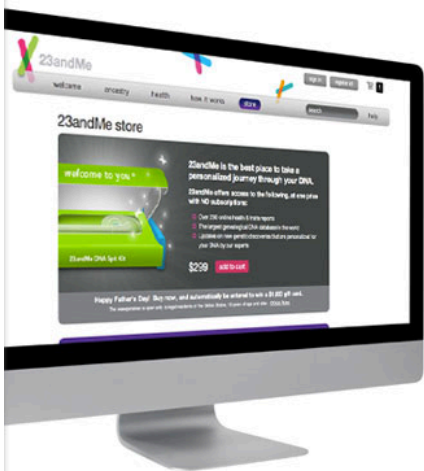 23andMe
sign in register kit 1
welcome ancestry health how it works store search help
23andMe store
welcome to you™
23andMe DNA Spit Kit
23andMe is the best place to take a
personalized journey through your DNA.
23andMe offers access to the following, at one price
with NO subscriptions:
Over 200 online health & traits reports
The largest genealogical DNA database in the world
Updates on new genetic discoveries that are personalized for
your DNA by our experts
$299 add to cart
Happy Father's Day! Buy now, and automatically be entered to win a $1,000 gift card.